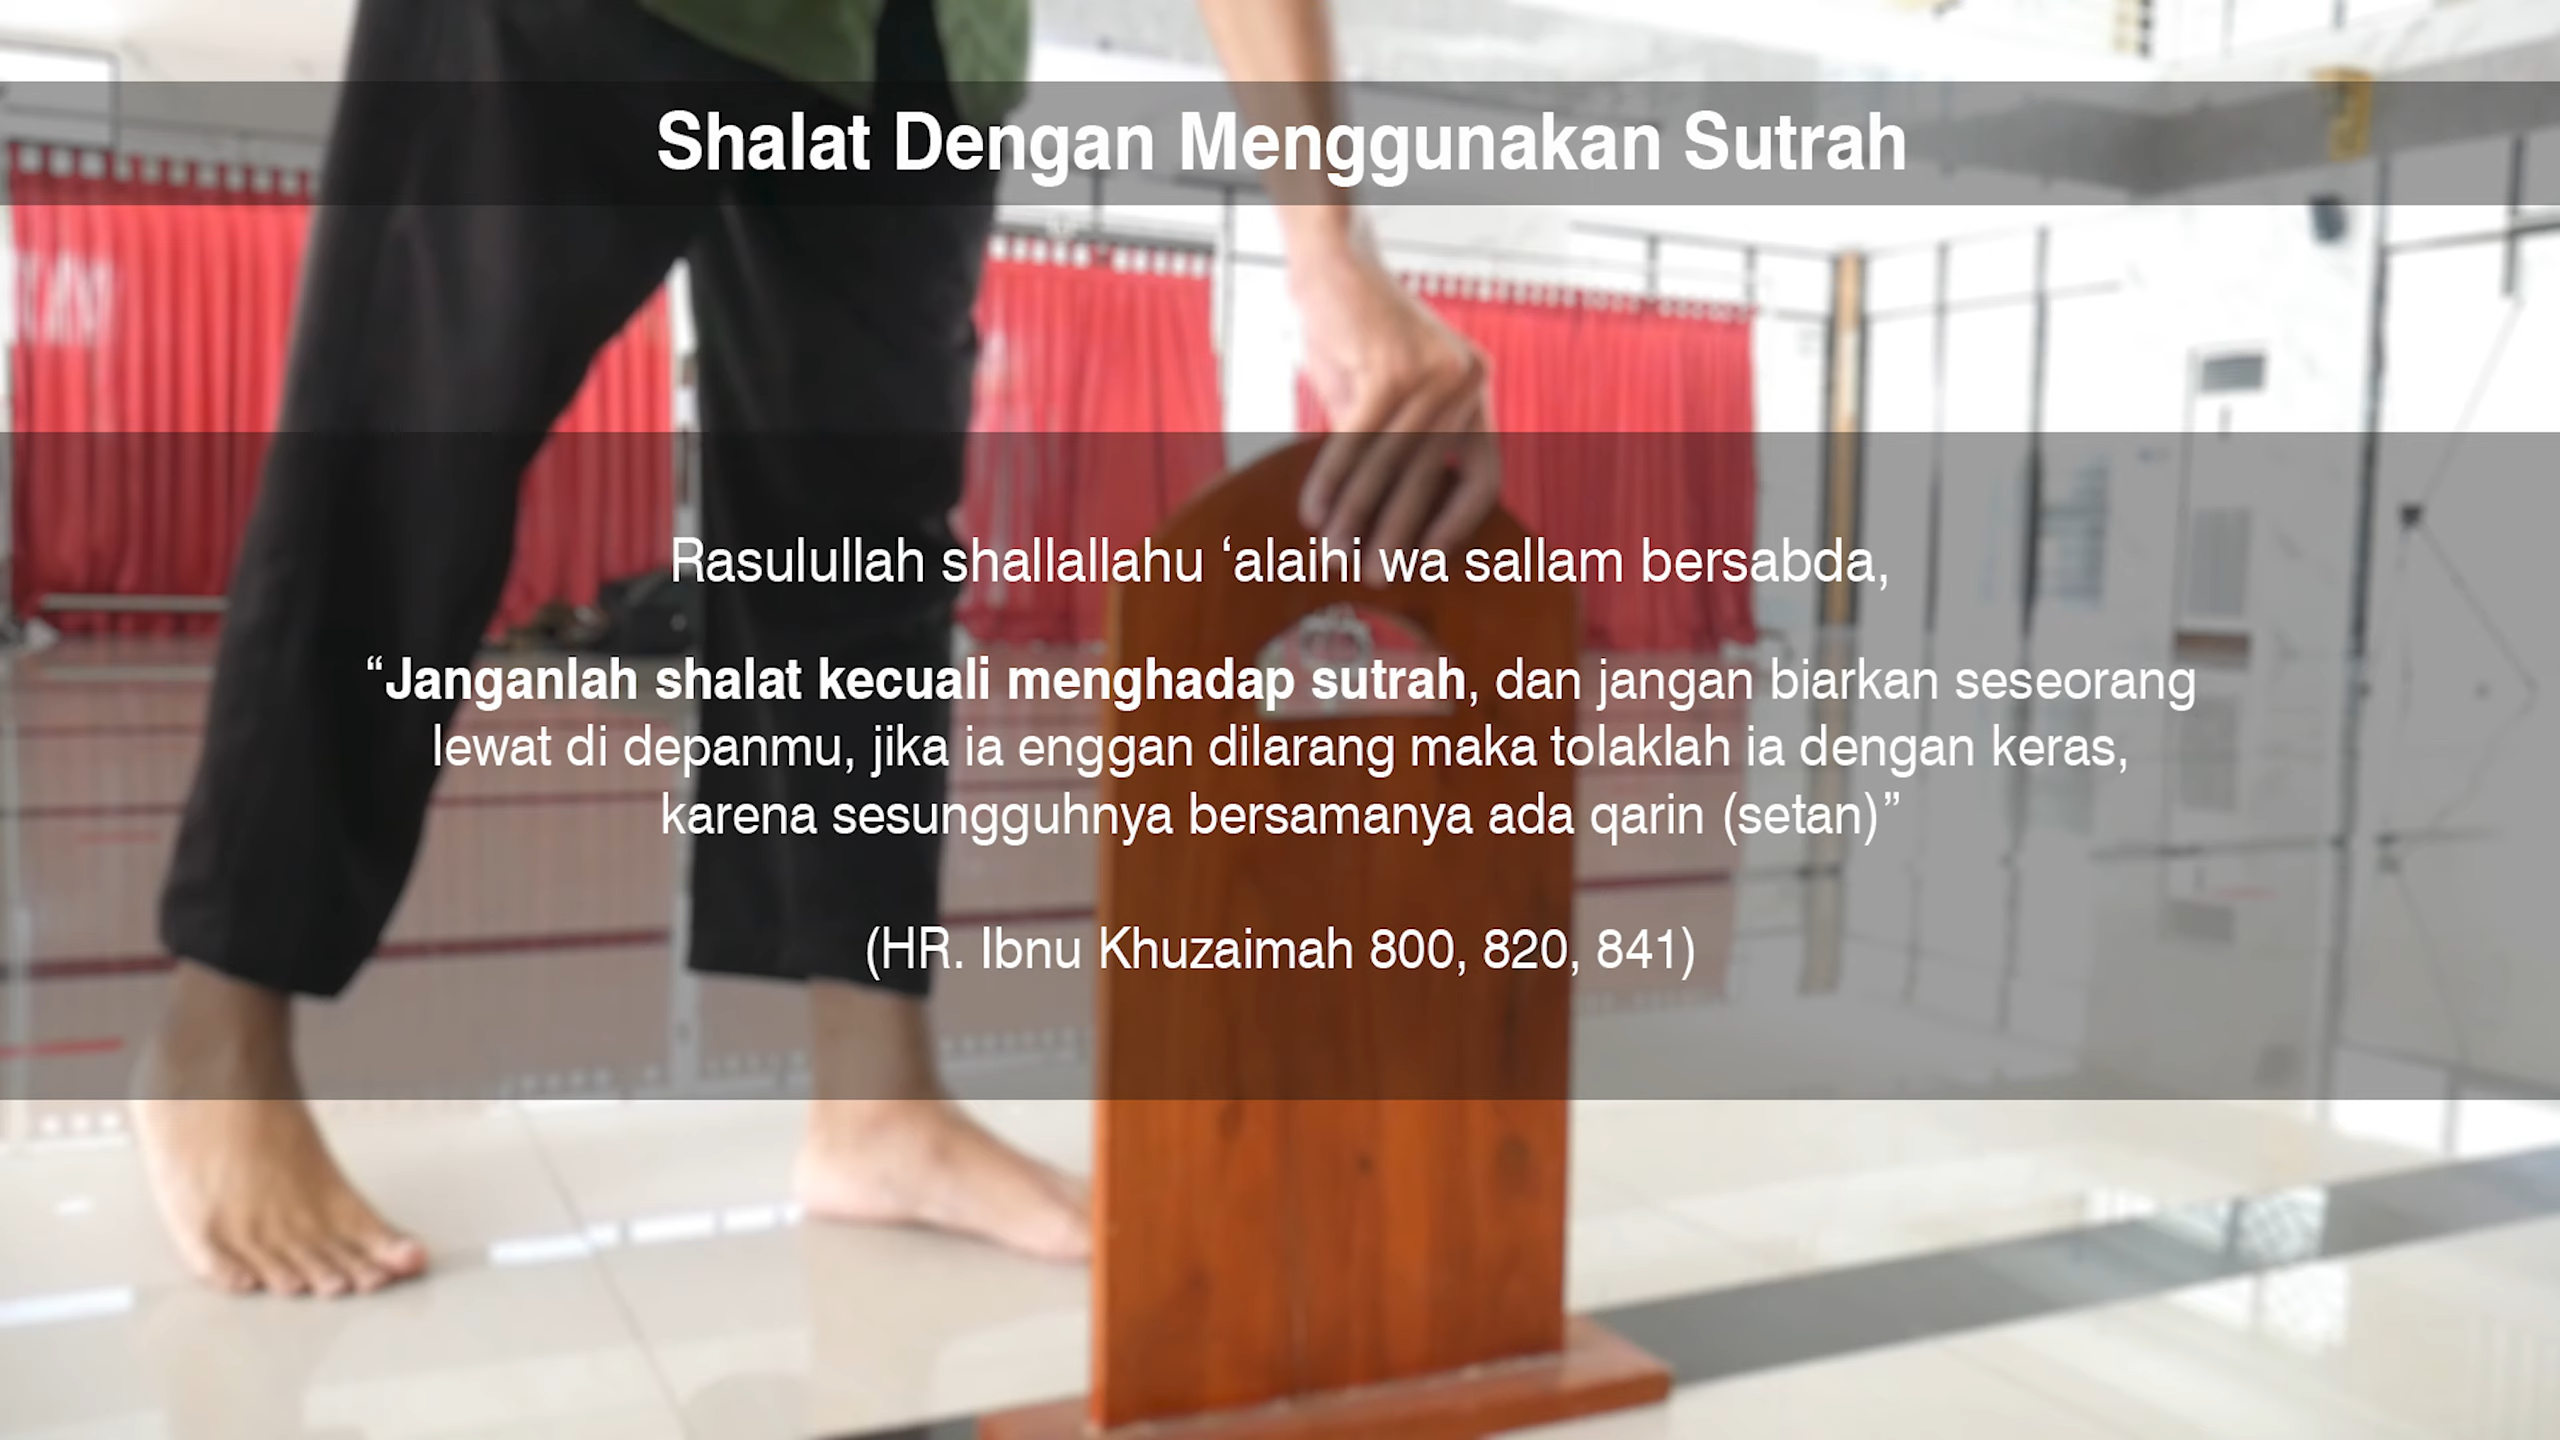 Shalat Dengan Menggunakan Sutrah
Rasulullah shallallahu ‘alaihi wa sallam bersabda,
“Janganlah shalat kecuali menghadap sutrah, dan jangan biarkan seseorang
lewat di depanmu, jika ia enggan dilarang maka tolaklah ia dengan keras,
karena sesungguhnya bersamanya ada qarin (setan)”
(HR. Ibnu Khuzaimah 800, 820, 841)